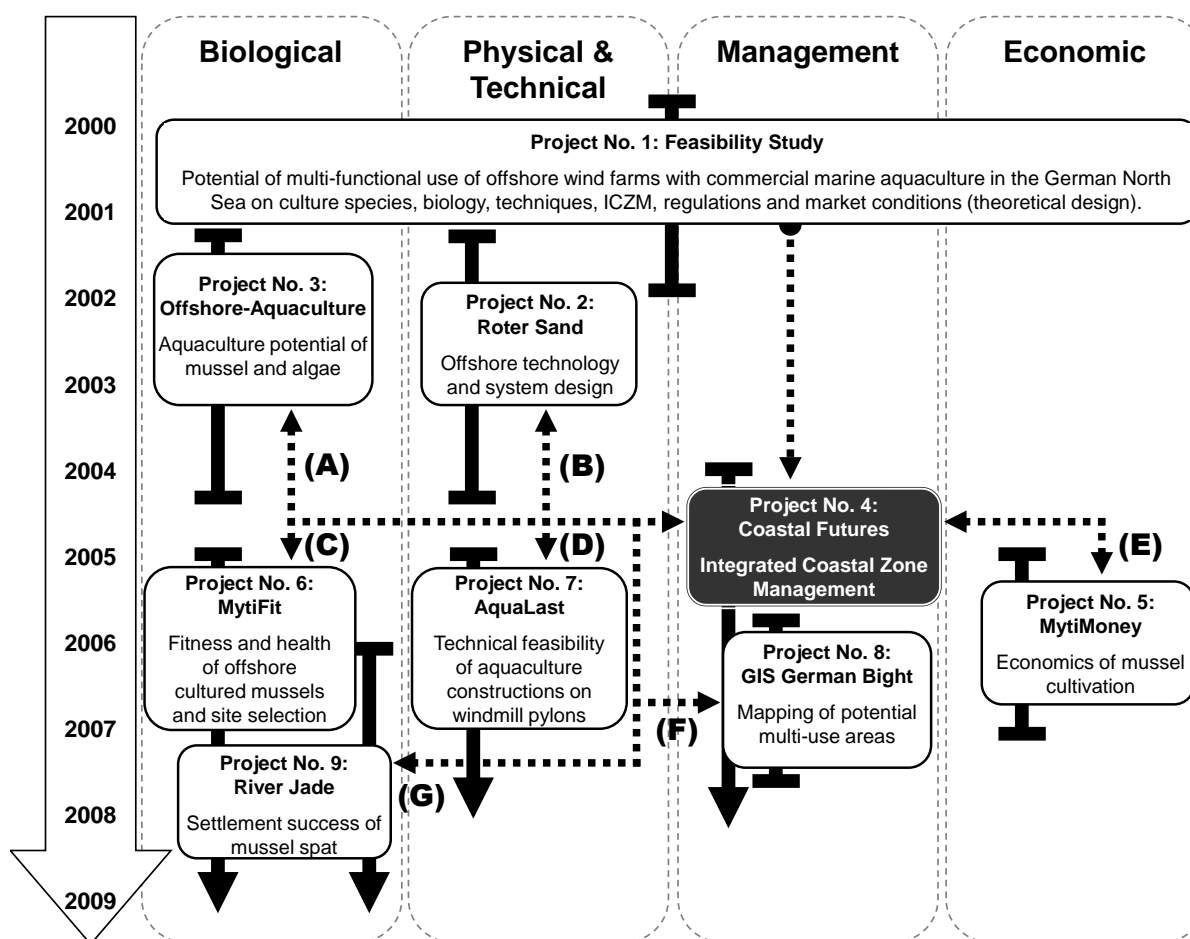 Biological
Physical &
Technical
Management
Economic
2000
2001
2002
2003
2004
2005
2006
2007
2008
2009
Project No. 1: Feasibility Study
Potential of multi-functional use of offshore wind farms with commercial marine aquaculture in the German North
Sea on culture species, biology, techniques, ICZM, regulations and market conditions (theoretical design).
Project No. 3:
Offshore-Aquaculture
Aquaculture potential of
mussel and algae
Project No. 2:
Roter Sand
Offshore technology
and system design
(A)
(B)
Project No. 4:
Coastal Futures
Integrated Coastal Zone
Management
(C)
(D)
(E)
Project No. 6:
MytiFit
Fitness and health
of offshore
cultured mussels
and site selection
Project No. 7:
AquaLast
Technical feasibility
of aquaculture
constructions on
windmill pylons
Project No. 5:
MytiMoney
Economics of mussel
cultivation
Project No. 8:
GIS German Bight
Mapping of potential
multi-use areas
(F)
(G)
Project No. 9:
River Jade
Settlement success of
mussel spat